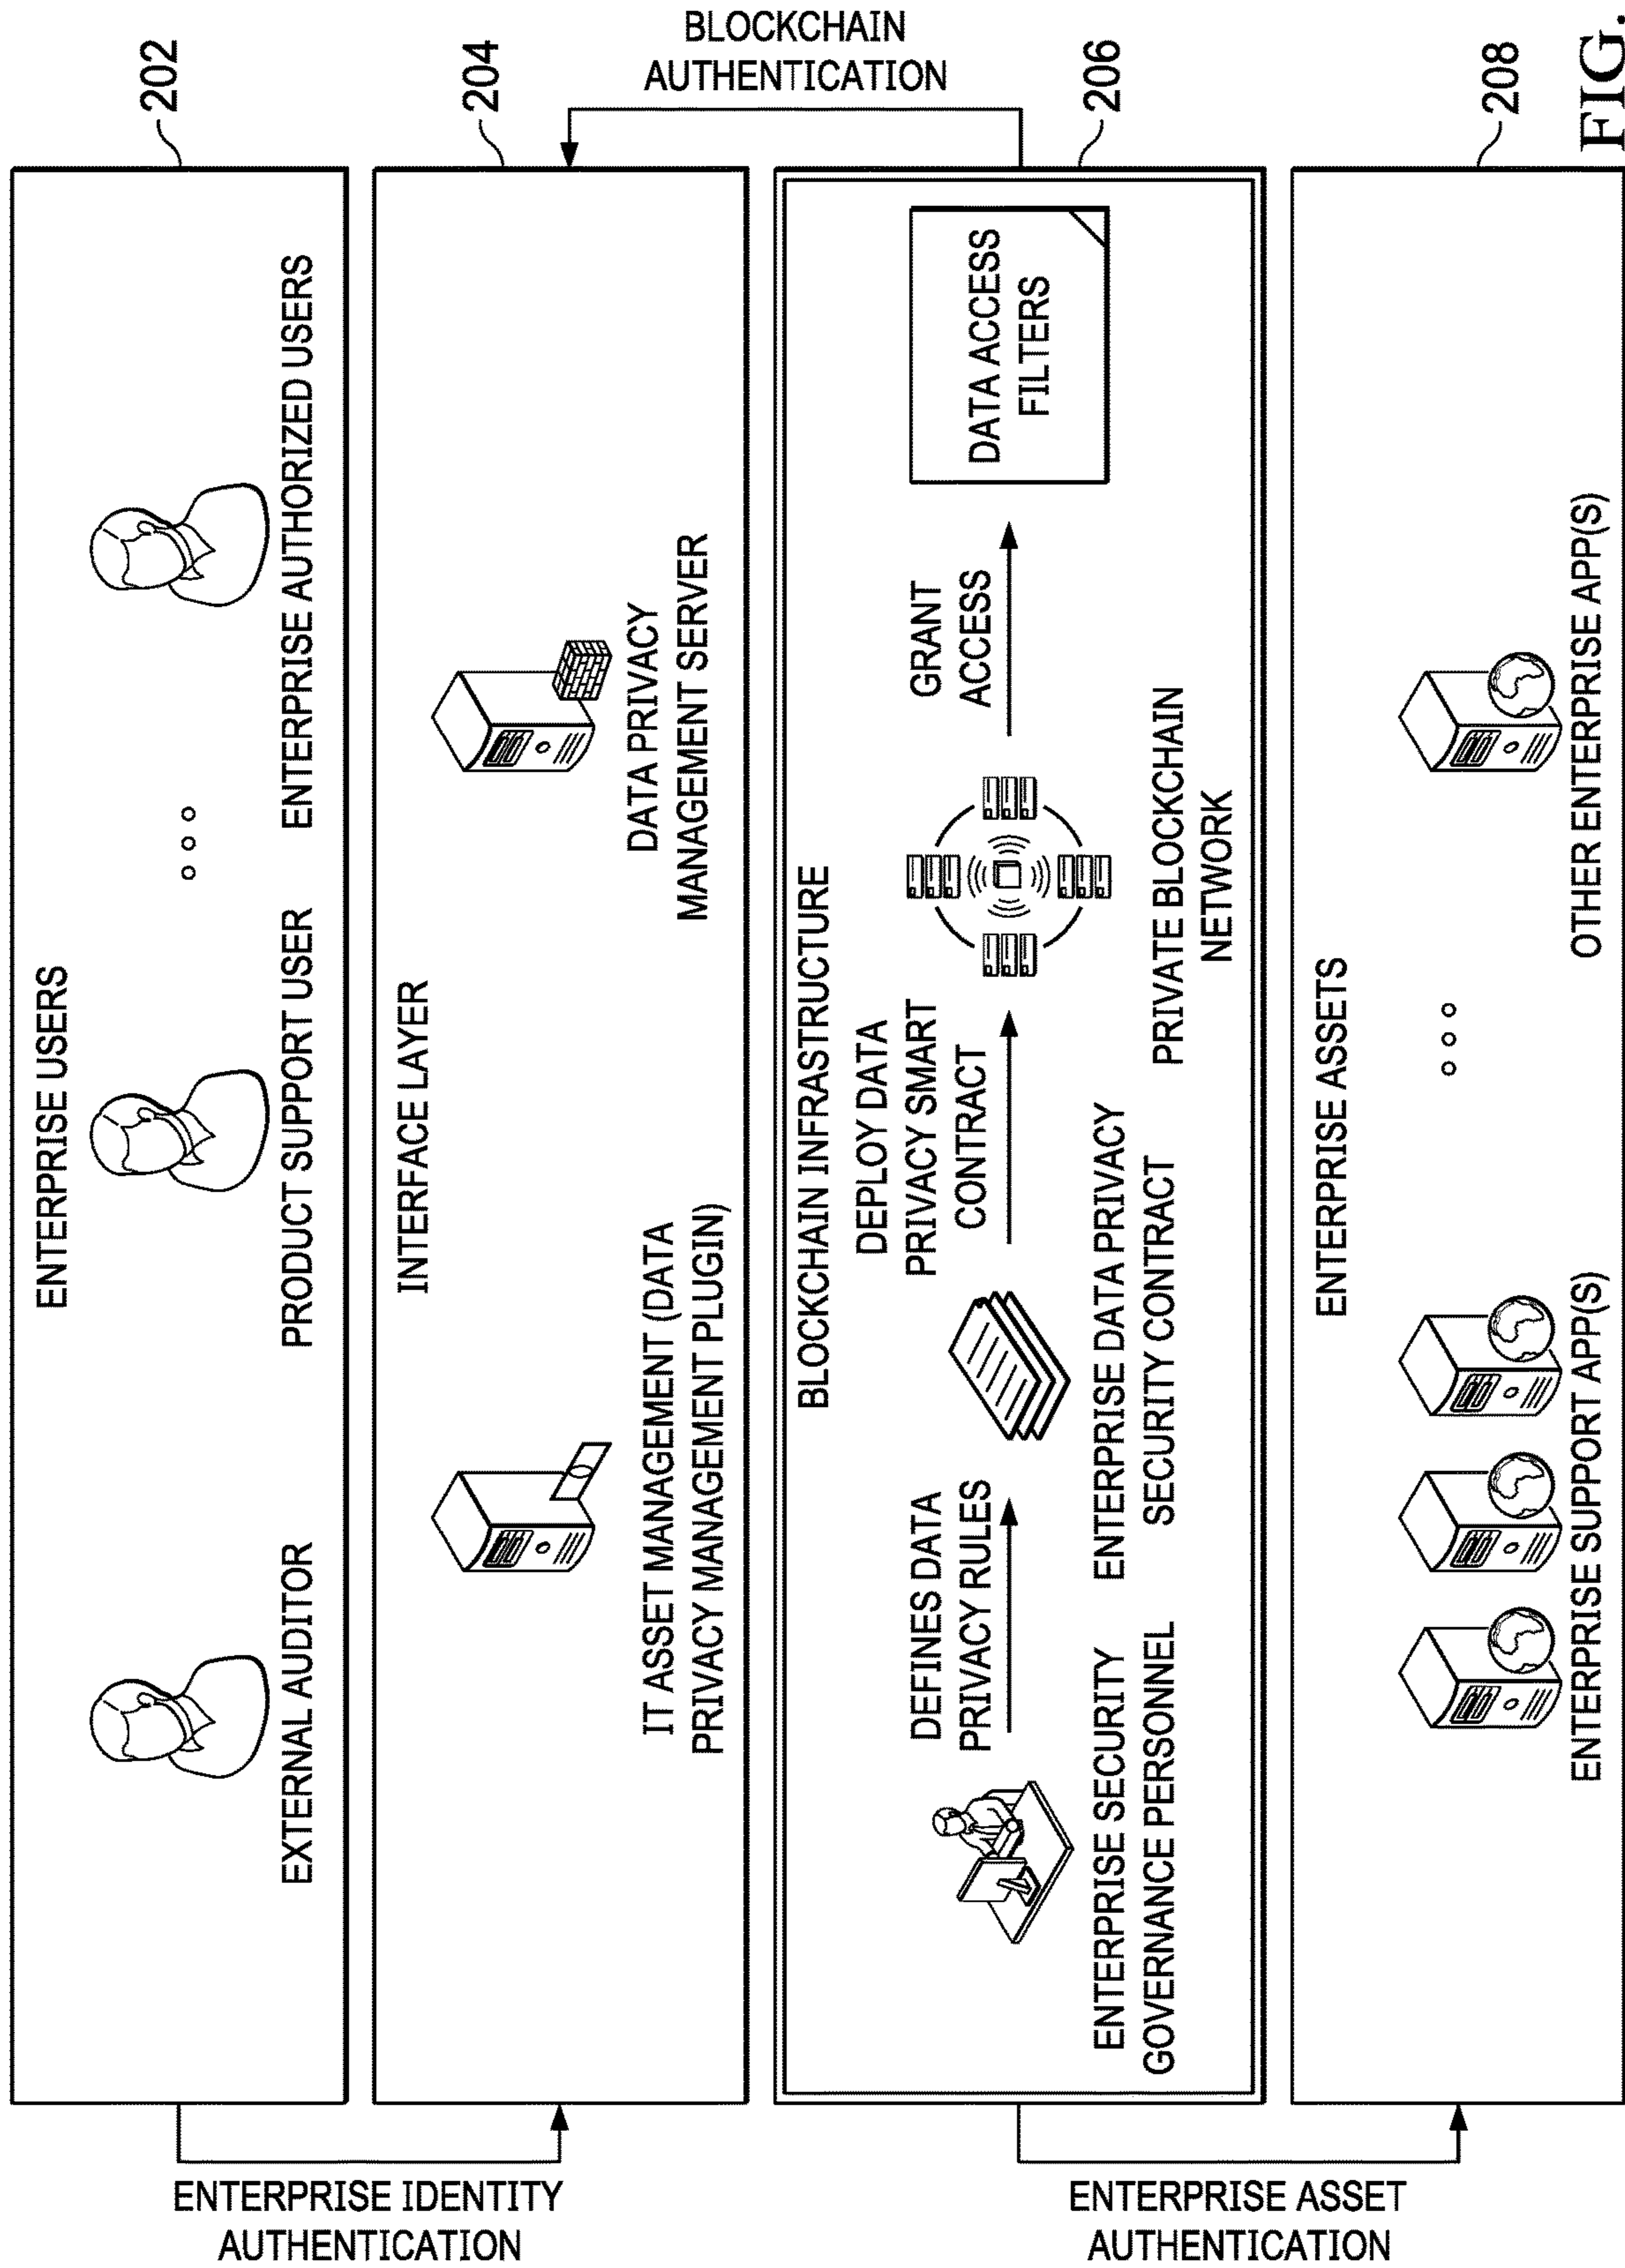 ENTERPRISE IDENTITY
AUTHENTICATION
ENTERPRISE USERS
EXTERNAL AUDITOR
PRODUCT SUPPORT USER
ENTERPRISE AUTHORIZED USERS
202
INTERFACE LAYER
IT ASSET MANAGEMENT (DATA
PRIVACY MANAGEMENT PLUGIN)
DATA PRIVACY
MANAGEMENT SERVER
204
BLOCKCHAIN
AUTHENTICATION
BLOCKCHAIN INFRASTRUCTURE
ENTERPRISE SECURITY
GOVERNANCE PERSONNEL
DEFINES DATA
PRIVACY RULES
ENTERPRISE DATA PRIVACY
SECURITY CONTRACT
DEPLOY DATA
PRIVACY SMART
CONTRACT
PRIVATE BLOCKCHAIN
NETWORK
GRANT
ACCESS
DATA ACCESS
FILTERS
206
ENTERPRISE ASSET
AUTHENTICATION
ENTERPRISE ASSETS
ENTERPRISE SUPPORT APP(S)
OTHER ENTERPRISE APP(S)
208
FIG.